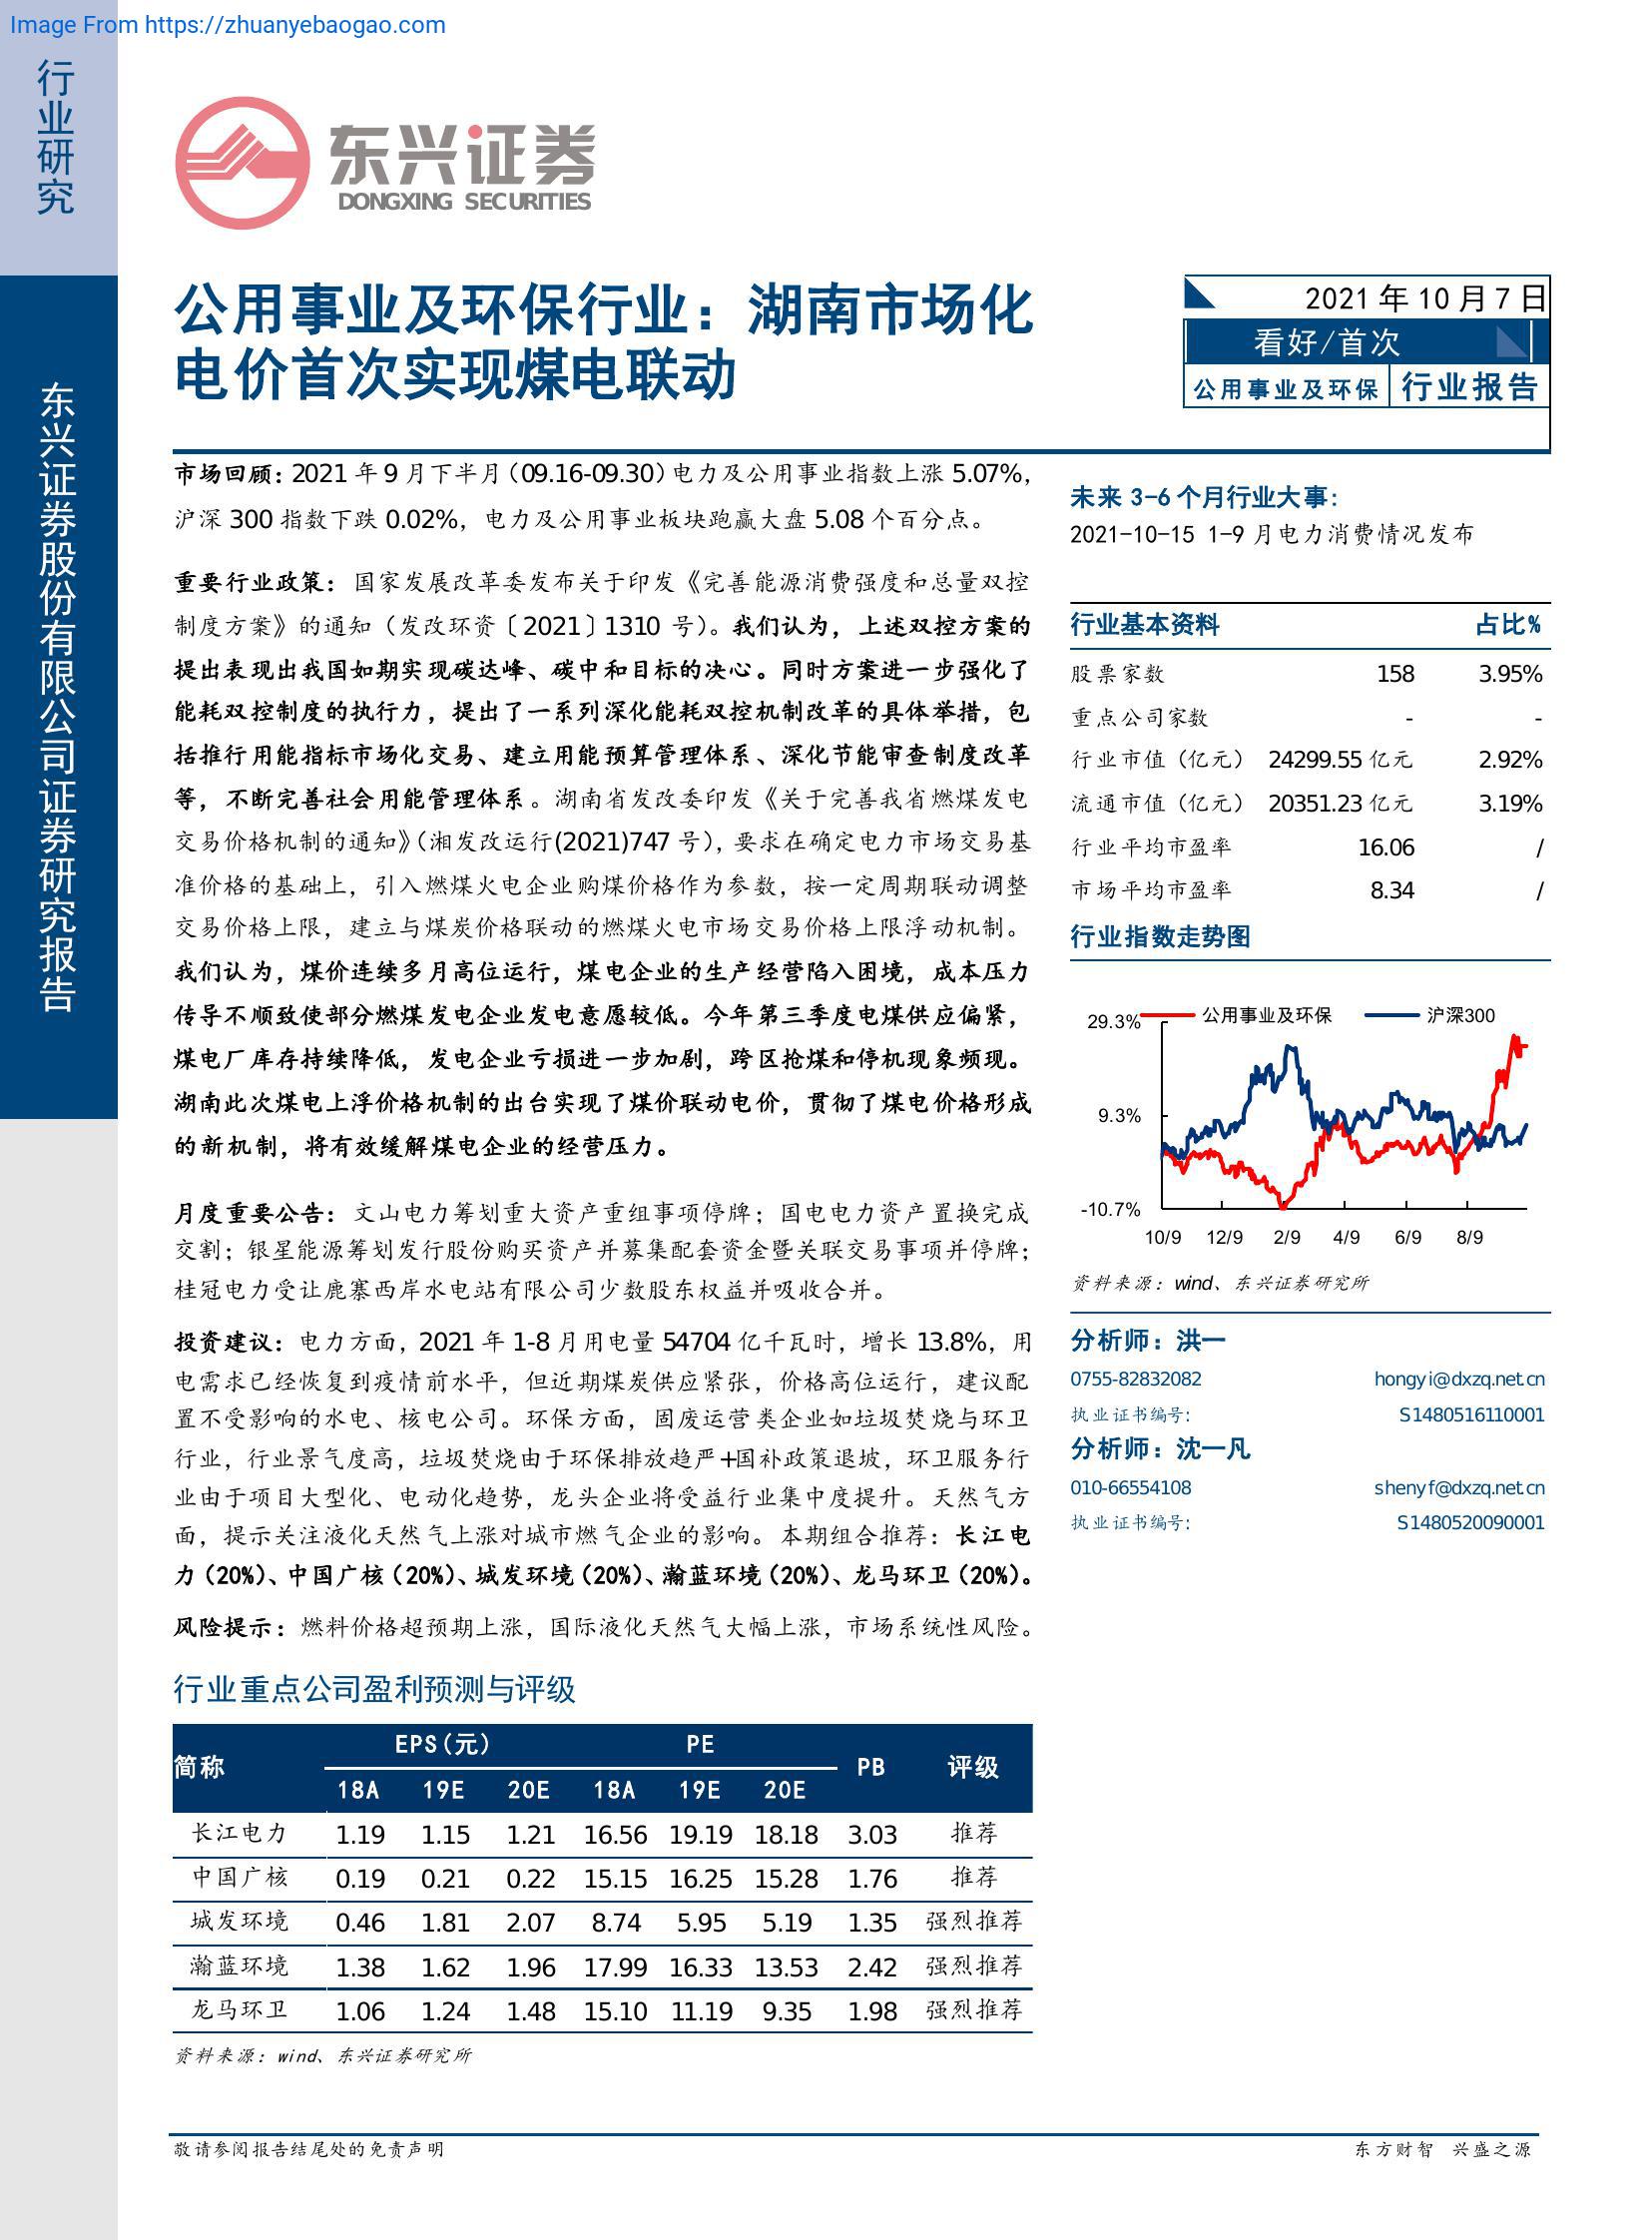 Image From https://zhuanyebaogao.com
行业研究
东兴证券股份有限公司证券研究报告
东兴证券
DONGXING SECURITIES
公用事业及环保行业：湖南市场化
电价首次实现煤电联动
2021 年 10 月 7 日
看好/首次
公用事业及环保 行业报告
市场回顾：2021 年 9 月下半月（09.16-09.30）电力及公用事业指数上涨 5.07%，
沪深 300 指数下跌 0.02%，电力及公用事业板块跑赢大盘 5.08 个百分点。
重要行业政策：国家发展改革委发布关于印发《完善能源消费强度和总量双控
制度方案》的通知（发改环资〔2021〕1310 号）。我们认为，上述双控方案的
提出表现出我国如期实现碳达峰、碳中和目标的决心。同时方案进一步强化了
能耗双控制度的执行力，提出了一系列深化能耗双控机制改革的具体举措，包
括推行用能指标市场化交易、建立用能预算管理体系、深化节能审查制度改革
等，不断完善社会用能管理体系。湖南省发改委印发《关于完善我省燃煤发电
交易价格机制的通知》（湘发改运行(2021)747 号），要求在确定电力市场交易基
准价格的基础上，引入燃煤火电企业购煤价格作为参数，按一定周期联动调整
交易价格上限，建立与煤炭价格联动的燃煤火电市场交易价格上限浮动机制。
我们认为，煤价连续多月高位运行，煤电企业的生产经营陷入困境，成本压力
传导不顺致使部分燃煤发电企业发电意愿较低。今年第三季度电煤供应偏紧，
煤电厂库存持续降低，发电企业亏损进一步加剧，跨区抢煤和停机现象频现。
湖南此次煤电上浮价格机制的出台实现了煤价联动电价，贯彻了煤电价格形成
的新机制，将有效缓解煤电企业的经营压力。
月度重要公告：文山电力筹划重大资产重组事项停牌；国电电力资产置换完成
交割；银星能源筹划发行股份购买资产并募集配套资金暨关联交易事项并停牌；
桂冠电力受让鹿寨西岸水电站有限公司少数股东权益并吸收合并。
投资建议：电力方面，2021 年 1-8 月用电量 54704 亿千瓦时，增长 13.8%，用
电需求已经恢复到疫情前水平，但近期煤炭供应紧张，价格高位运行，建议配
置不受影响的水电、核电公司。环保方面，固废运营类企业如垃圾焚烧与环卫
行业，行业景气度高，垃圾焚烧由于环保排放趋严+国补政策退坡，环卫服务行
业由于项目大型化、电动化趋势，龙头企业将受益行业集中度提升。天然气方
面，提示关注液化天然气上涨对城市燃气企业的影响。本期组合推荐：长江电
力（20%）、中国广核（20%）、城发环境（20%）、瀚蓝环境（20%）、龙马环卫（20%）。
风险提示：燃料价格超预期上涨，国际液化天然气大幅上涨，市场系统性风险。
行业重点公司盈利预测与评级
简称 EPS(元) PE PB 评级
18A 19E 20E 18A 19E 20E
长江电力 1.19 1.15 1.21 16.56 19.19 18.18 3.03 推荐
中国广核 0.19 0.21 0.22 15.15 16.25 15.28 1.76 推荐
城发环境 0.46 1.81 2.07 8.74 5.95 5.19 1.35 强烈推荐
瀚蓝环境 1.38 1.62 1.96 17.99 16.33 13.53 2.42 强烈推荐
龙马环卫 1.06 1.24 1.48 15.10 11.19 9.35 1.98 强烈推荐
资料来源：wind、东兴证券研究所
未来 3-6 个月行业大事：
2021-10-15 1-9 月电力消费情况发布
行业基本资料 占比%
股票家数 158 3.95%
重点公司家数 - -
行业市值（亿元） 24299.55 亿元 2.92%
流通市值（亿元） 20351.23 亿元 3.19%
行业平均市盈率 16.06 /
市场平均市盈率 8.34 /
行业指数走势图
公用事业及环保 沪深300
29.3%
9.3%
-10.7%
10/9 12/9 2/9 4/9 6/9 8/9
资料来源：wind、东兴证券研究所
分析师：洪一
0755-82832082 hongyi@dxzq.net.cn
执业证书编号： S1480516110001
分析师：沈一凡
010-66554108 shenyf@dxzq.net.cn
执业证书编号： S1480520090001
敬请参阅报告结尾处的免责声明 东方财智 兴盛之源